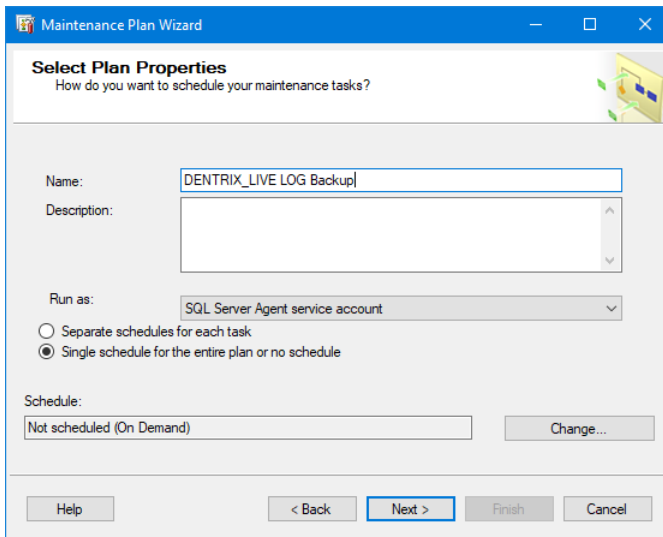 Maintenance Plan Wizard
Select Plan Properties
How do you want to schedule your maintenance tasks?
Name:
DENTRIX_LIVE LOG Backup
Description:
Run as:
SQL Server Agent service account
Separate schedules for each task
Single schedule for the entire plan or no schedule
Schedule:
Not scheduled (On Demand)
Change...
Help
< Back
Next >
Finish
Cancel